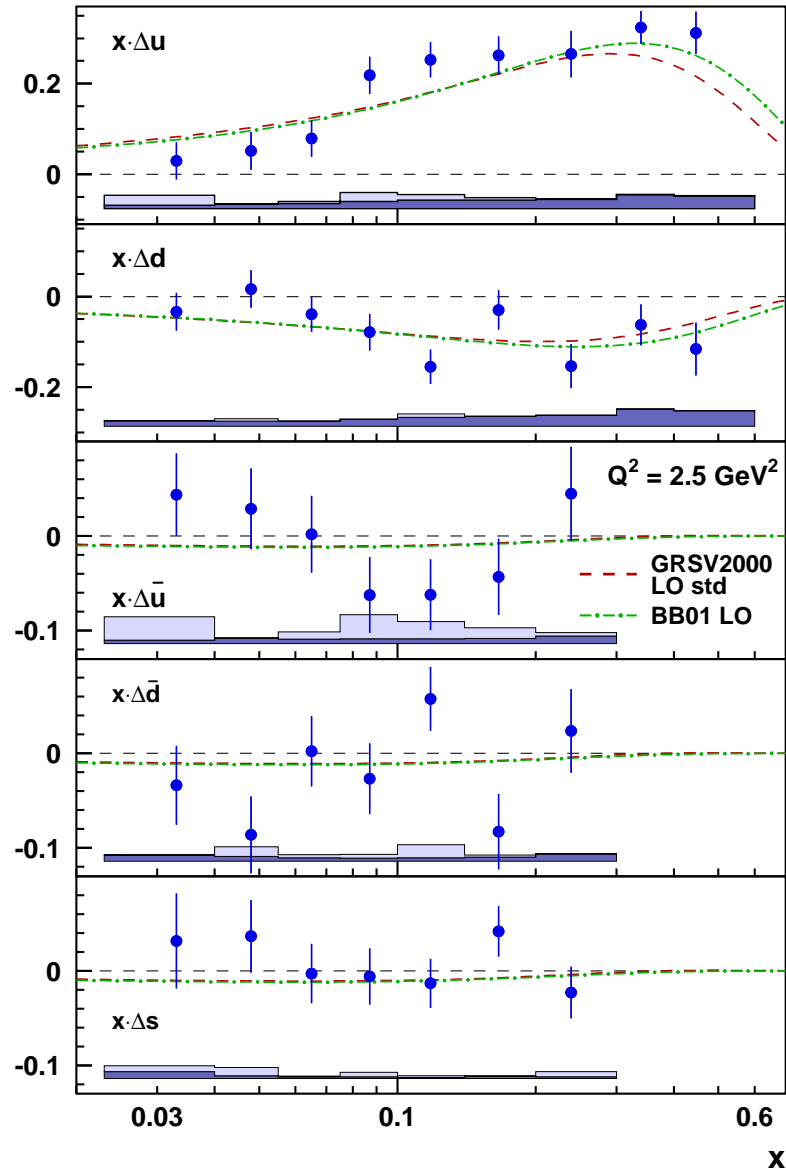 x·Δu
0.2
0
x·Δd
0
-0.2
Q² = 2.5 GeV²
0
GRSV2000
LO std
x·Δū
BB01 LO
-0.1
x·Δd̄
0
-0.1
0
x·Δs
-0.1
0.03
0.1
0.6
x